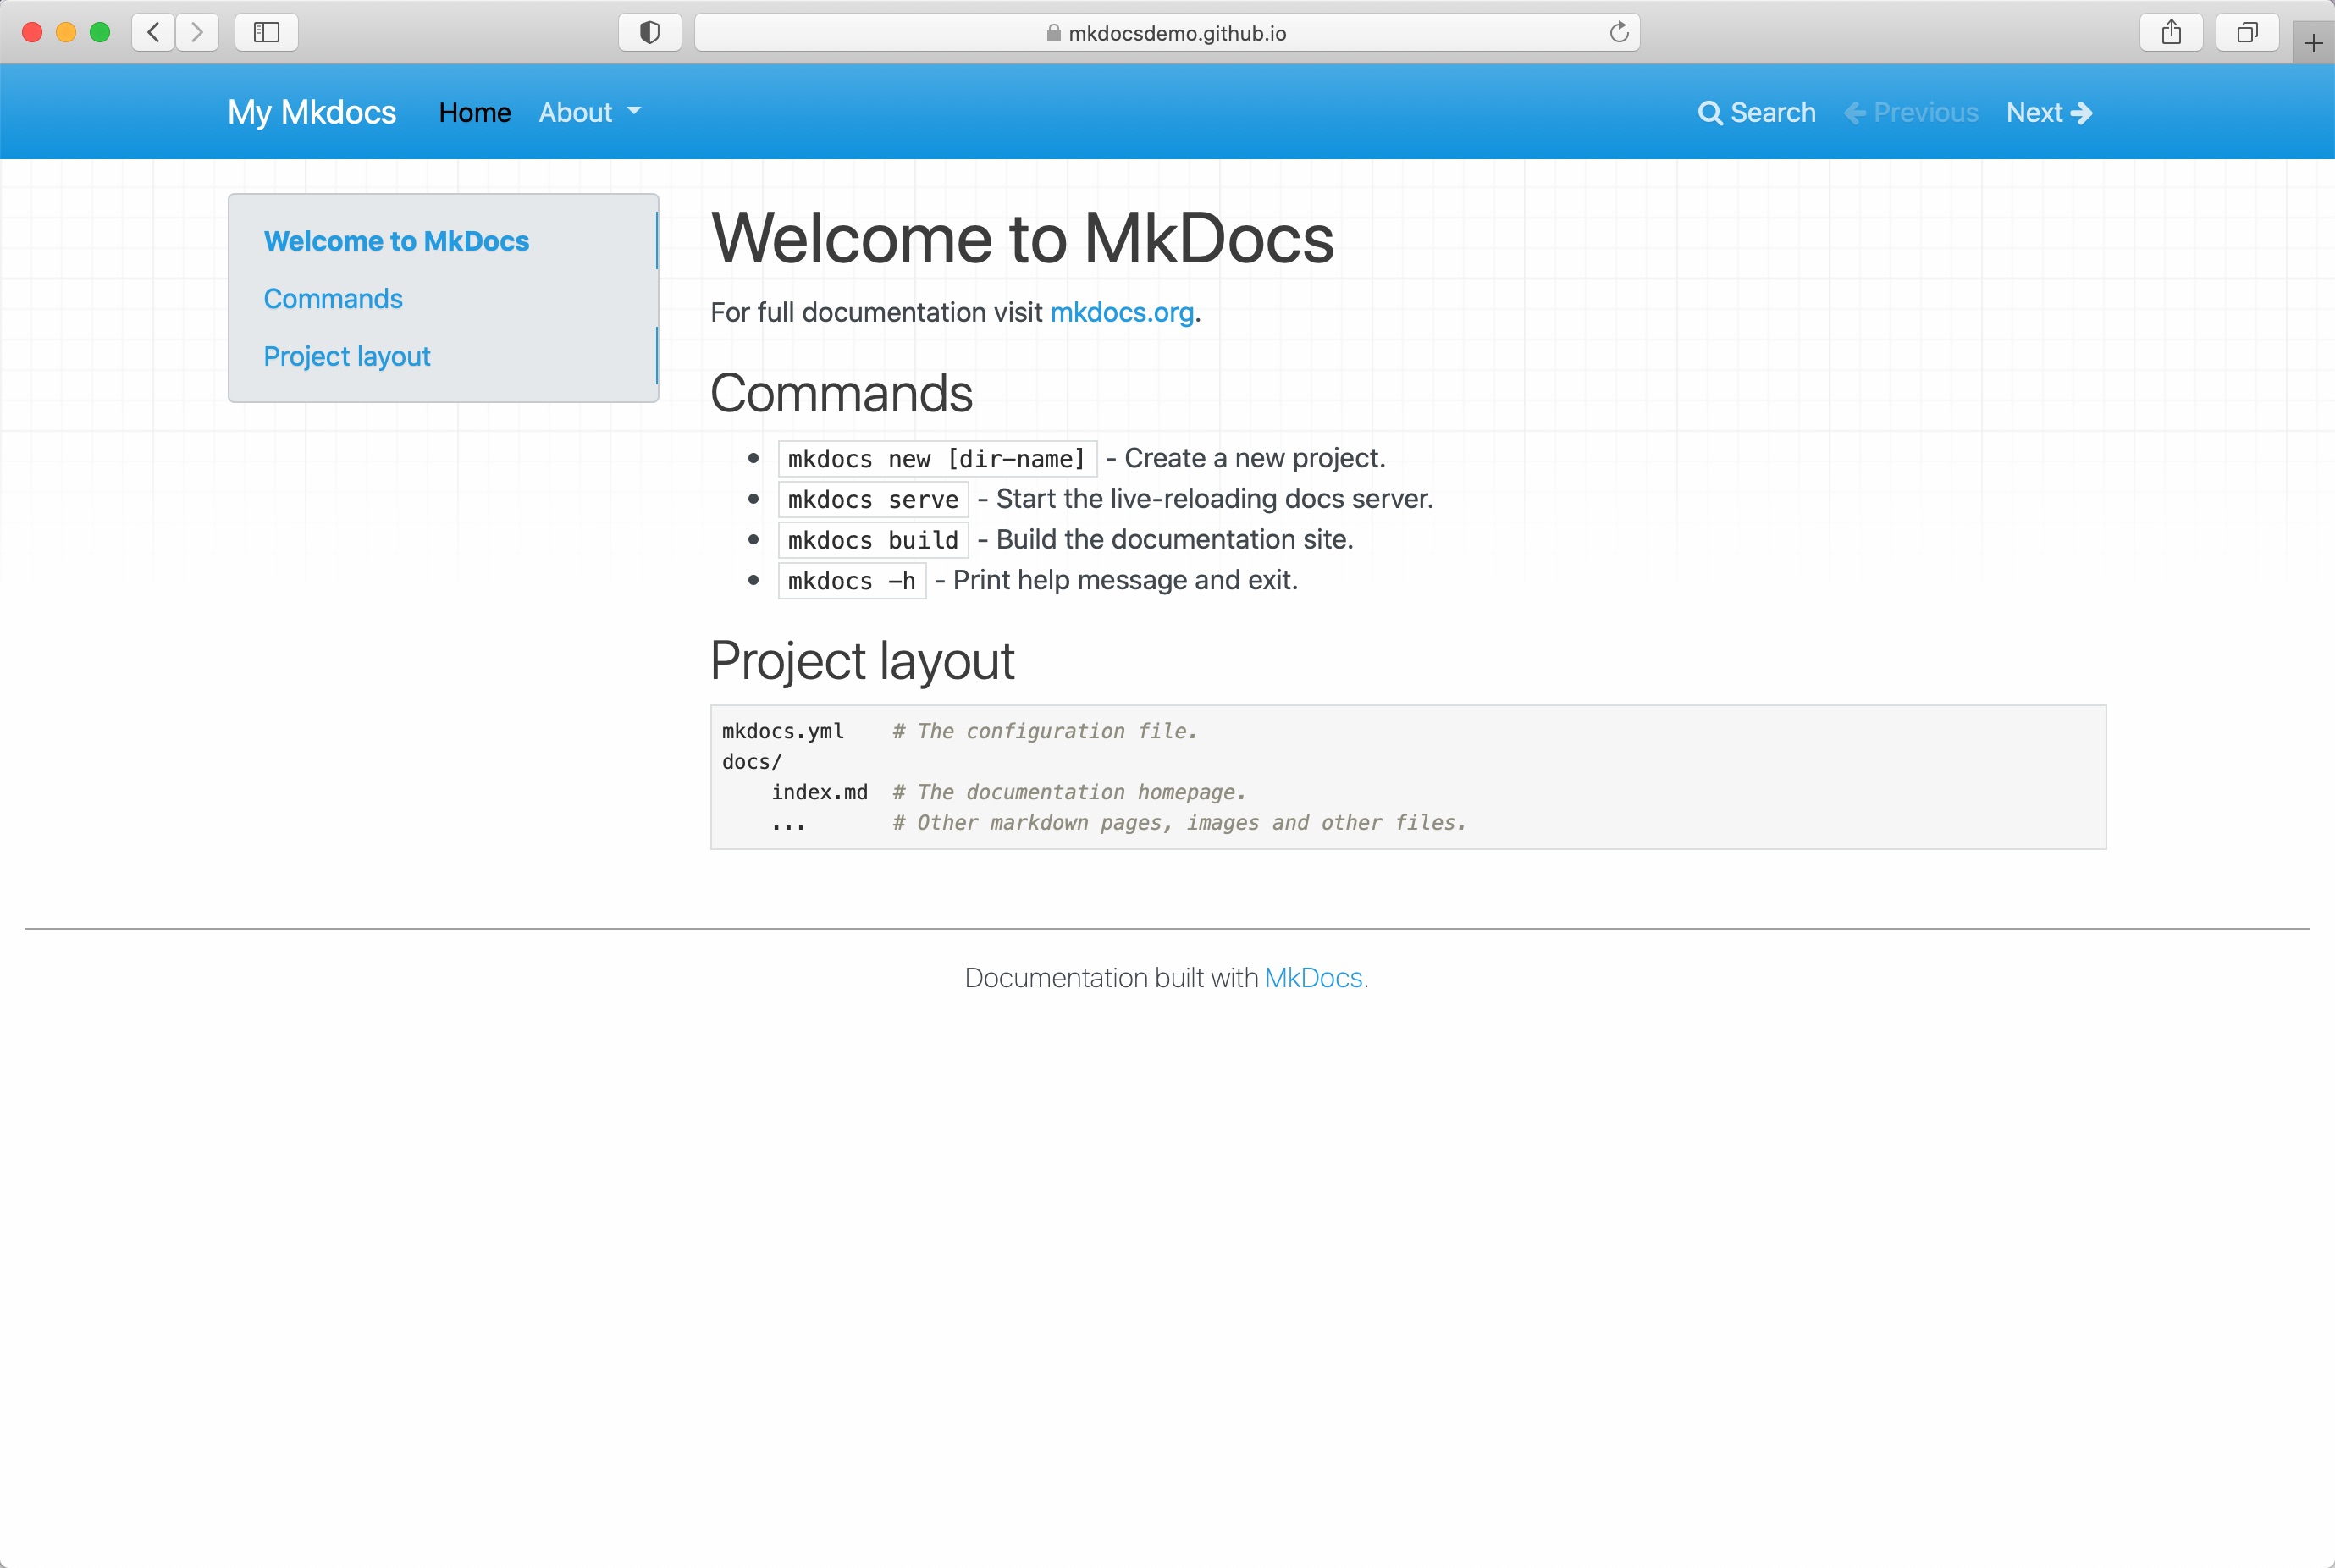 mkdocsdemo.github.io
My Mkdocs Home About Search Previous Next
Welcome to MkDocs
Commands
Project layout
Welcome to MkDocs
For full documentation visit mkdocs.org.
Commands
mkdocs new [dir-name] - Create a new project.
mkdocs serve - Start the live-reloading docs server.
mkdocs build - Build the documentation site.
mkdocs -h - Print help message and exit.
Project layout
mkdocs.yml    # The configuration file.
docs/
    index.md  # The documentation homepage.
    ...       # Other markdown pages, images and other files.
Documentation built with MkDocs.